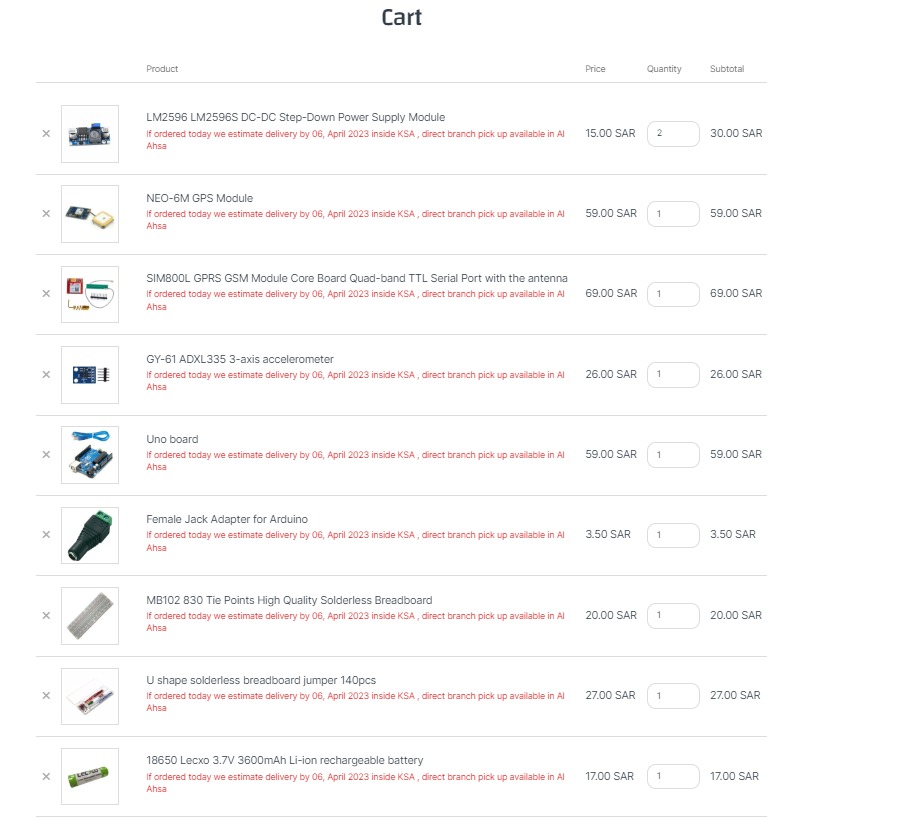 Cart
Product Price Quantity Subtotal
LM2596 LM2596S DC-DC Step-Down Power Supply Module
If ordered today we estimate delivery by 06, April 2023 inside KSA , direct branch pick up available in Al
Ahsa
× 15.00 SAR 2 30.00 SAR
NEO-6M GPS Module
If ordered today we estimate delivery by 06, April 2023 inside KSA , direct branch pick up available in Al
Ahsa
× 59.00 SAR 1 59.00 SAR
SIM800L GPRS GSM Module Core Board Quad-band TTL Serial Port with the antenna
If ordered today we estimate delivery by 06, April 2023 inside KSA , direct branch pick up available in Al
Ahsa
× 69.00 SAR 1 69.00 SAR
GY-61 ADXL335 3-axis accelerometer
If ordered today we estimate delivery by 06, April 2023 inside KSA , direct branch pick up available in Al
Ahsa
× 26.00 SAR 1 26.00 SAR
Uno board
If ordered today we estimate delivery by 06, April 2023 inside KSA , direct branch pick up available in Al
Ahsa
× 59.00 SAR 1 59.00 SAR
Female Jack Adapter for Arduino
If ordered today we estimate delivery by 06, April 2023 inside KSA , direct branch pick up available in Al
Ahsa
× 3.50 SAR 1 3.50 SAR
MB102 830 Tie Points High Quality Solderless Breadboard
If ordered today we estimate delivery by 06, April 2023 inside KSA , direct branch pick up available in Al
Ahsa
× 20.00 SAR 1 20.00 SAR
U shape solderless breadboard jumper 140pcs
If ordered today we estimate delivery by 06, April 2023 inside KSA , direct branch pick up available in Al
Ahsa
× 27.00 SAR 1 27.00 SAR
18650 Lecxo 3.7V 3600mAh Li-ion rechargeable battery
If ordered today we estimate delivery by 06, April 2023 inside KSA , direct branch pick up available in Al
Ahsa
× 17.00 SAR 1 17.00 SAR